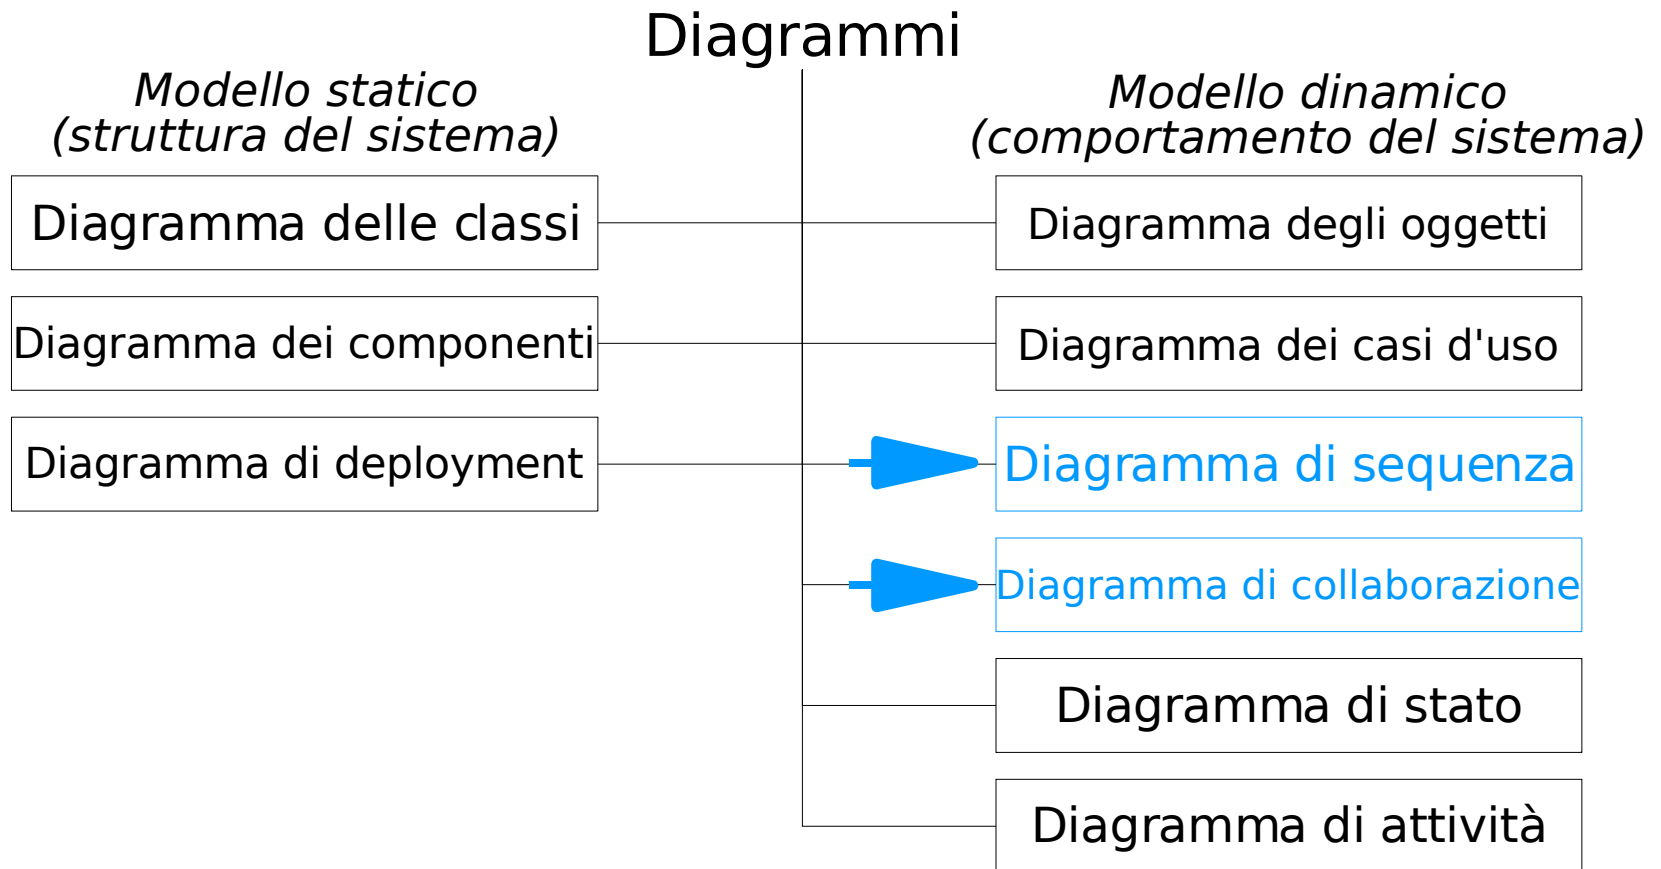 Diagrammi
Modello statico
(struttura del sistema)
Diagramma delle classi
Diagramma dei componenti
Diagramma di deployment
Modello dinamico
(comportamento del sistema)
Diagramma degli oggetti
Diagramma dei casi d'uso
Diagramma di sequenza
Diagramma di collaborazione
Diagramma di stato
Diagramma di attività